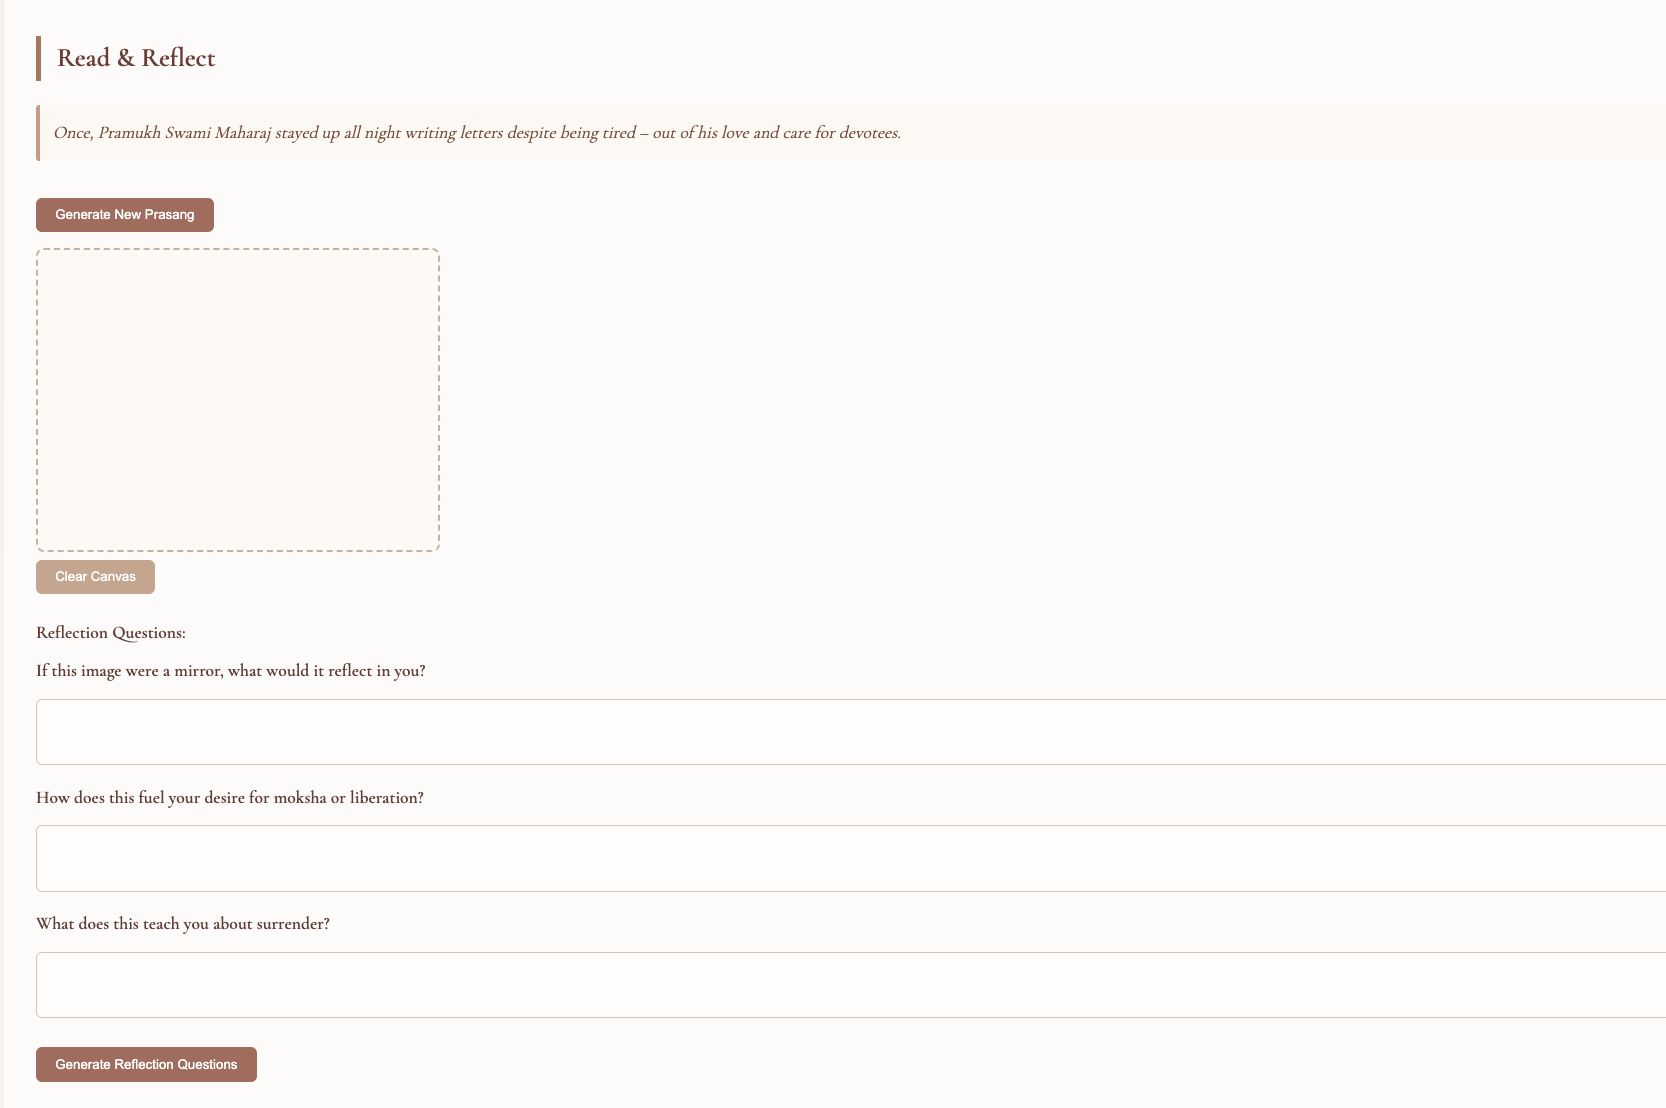 Read & Reflect
Once, Pramukh Swami Maharaj stayed up all night writing letters despite being tired – out of his love and care for devotees.
Generate New Prasang
Clear Canvas
Reflection Questions:
If this image were a mirror, what would it reflect in you?
How does this fuel your desire for moksha or liberation?
What does this teach you about surrender?
Generate Reflection Questions